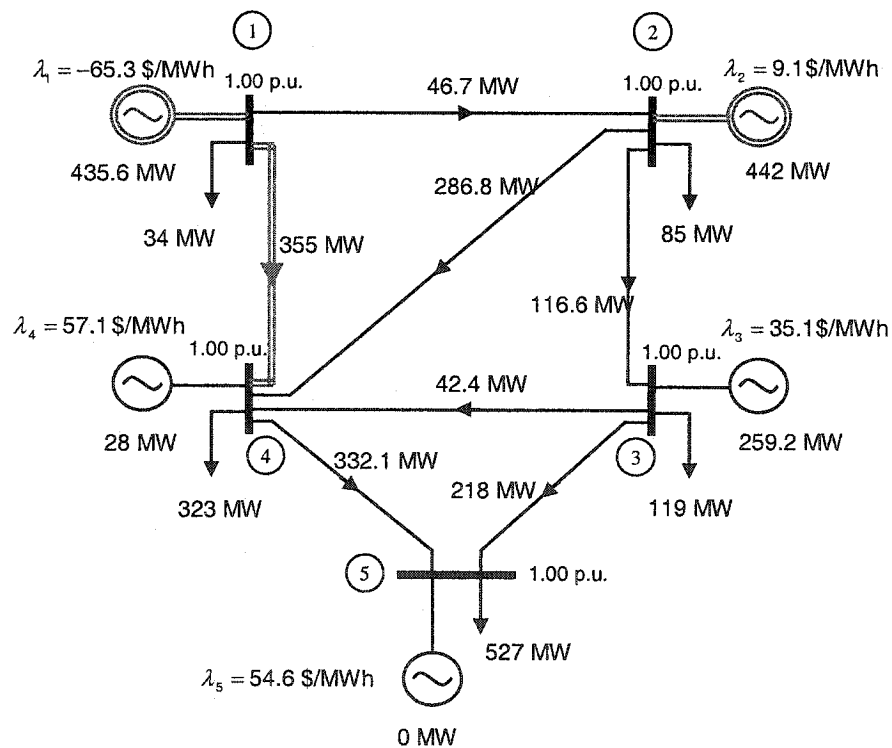 1
2
λ₁ = −65.3 $/MWh
1.00 p.u.
46.7 MW
1.00 p.u.
λ₂ = 9.1$/MWh
435.6 MW
286.8 MW
442 MW
34 MW
355 MW
85 MW
λ₄ = 57.1$/MWh
1.00 p.u.
116.6 MW
1.00 p.u.
λ₃ = 35.1$/MWh
42.4 MW
28 MW
4
3
259.2 MW
332.1 MW
323 MW
218 MW
119 MW
5
1.00 p.u.
527 MW
λ₅ = 54.6 $/MWh
0 MW